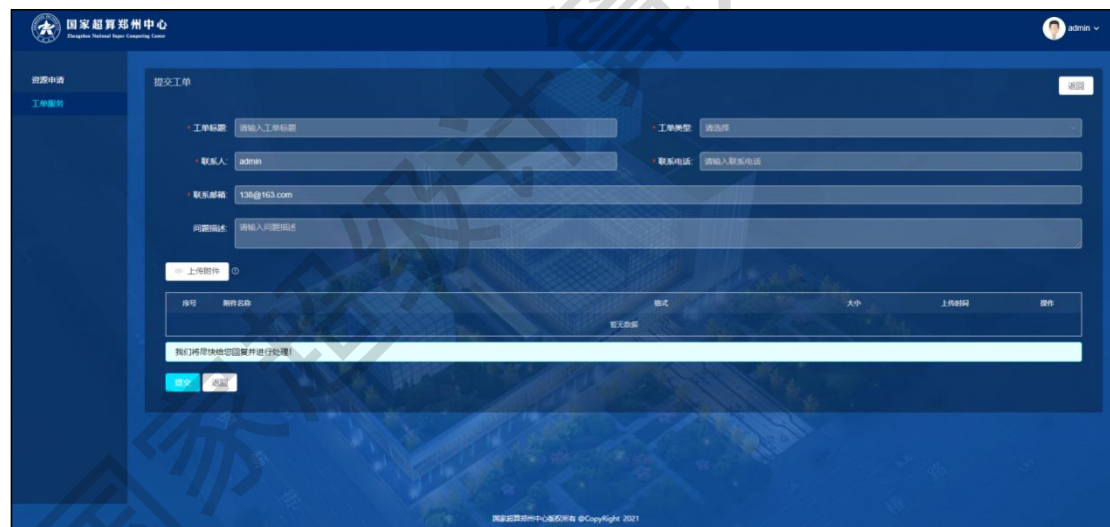 国家超算郑州中心
Zhengzhou National Super Computing Center
admin
资源申请
工单服务
提交工单
返回
* 工单标题: 请输入工单标题
* 工单类型: 请选择
* 联系人: admin
* 联系电话: 请输入联系电话
* 联系邮箱: 136@163.com
问题描述: 请输入问题描述
上传附件
序号 附件名称 格式 大小 上传时间 操作
暂无数据
我们将尽快给您回复并进行处理!
提交 返回
国家超算郑州中心版权所有 @CopyRight 2021
国家超级计算